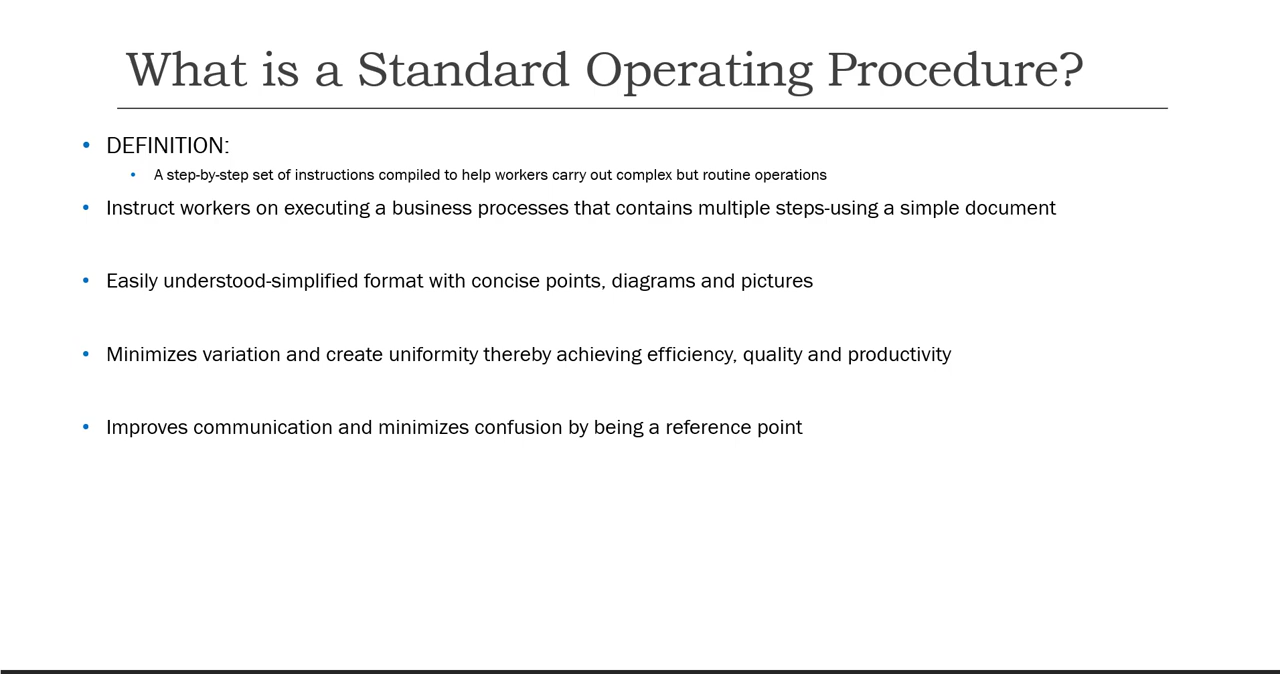 What is a Standard Operating Procedure?
• DEFINITION:
• A step-by-step set of instructions compiled to help workers carry out complex but routine operations
• Instruct workers on executing a business processes that contains multiple steps-using a simple document
• Easily understood-simplified format with concise points, diagrams and pictures
• Minimizes variation and create uniformity thereby achieving efficiency, quality and productivity
• Improves communication and minimizes confusion by being a reference point